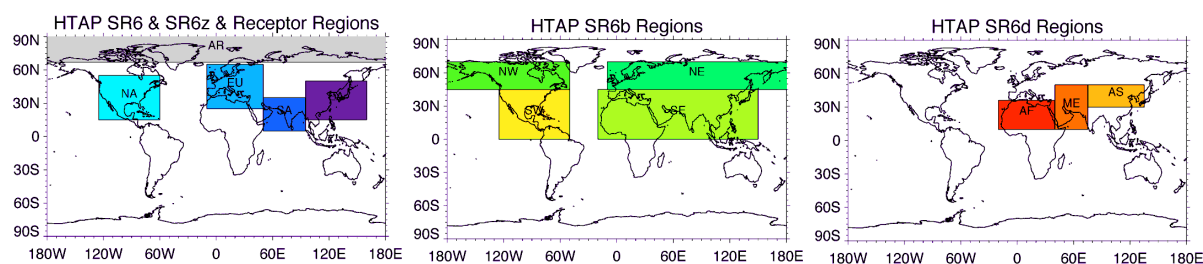 HTAP SR6 & SR6z & Receptor Regions
90N
60N
30N
0
30S
60S
90S
AR
NA
EU
SA
180W 120W 60W 0 60E 120E 180E
HTAP SR6b Regions
90N
60N
30N
0
30S
60S
90S
NW
NE
SW
SE
180W 120W 60W 0 60E 120E 180E
HTAP SR6d Regions
90N
60N
30N
0
30S
60S
90S
AF
ME
AS
180W 120W 60W 0 60E 120E 180E